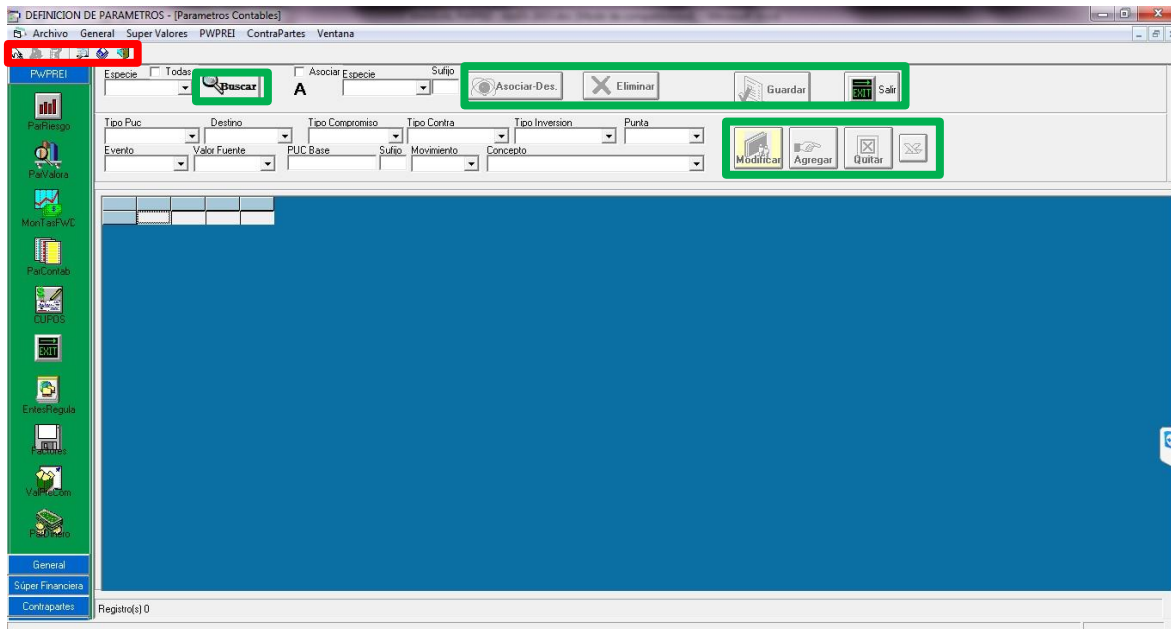 DEFINICION DE PARAMETROS - [Parametros Contables]
Archivo General Super Valores PWPREI ContraPartes Ventana
PWPREI
Especie Todas Buscar Asociar Especie Sufijo
A
Asociar-Des. Eliminar Guardar EXIT Salir
Tipo Puc Destino Tipo Compromiso Tipo Contra Tipo Inversion Punta
Evento Valor Fuente PUC Base Sufijo Movimiento Concepto
Modificar Agregar Quitar
ParRiesgo
ParValora
MonTasFWD
ParContab
CUPOS
EXIT
EntesRegula
Factores
ValPreCom
ParDinero
General
Súper Financiera
Contrapartes
Registro(s) 0